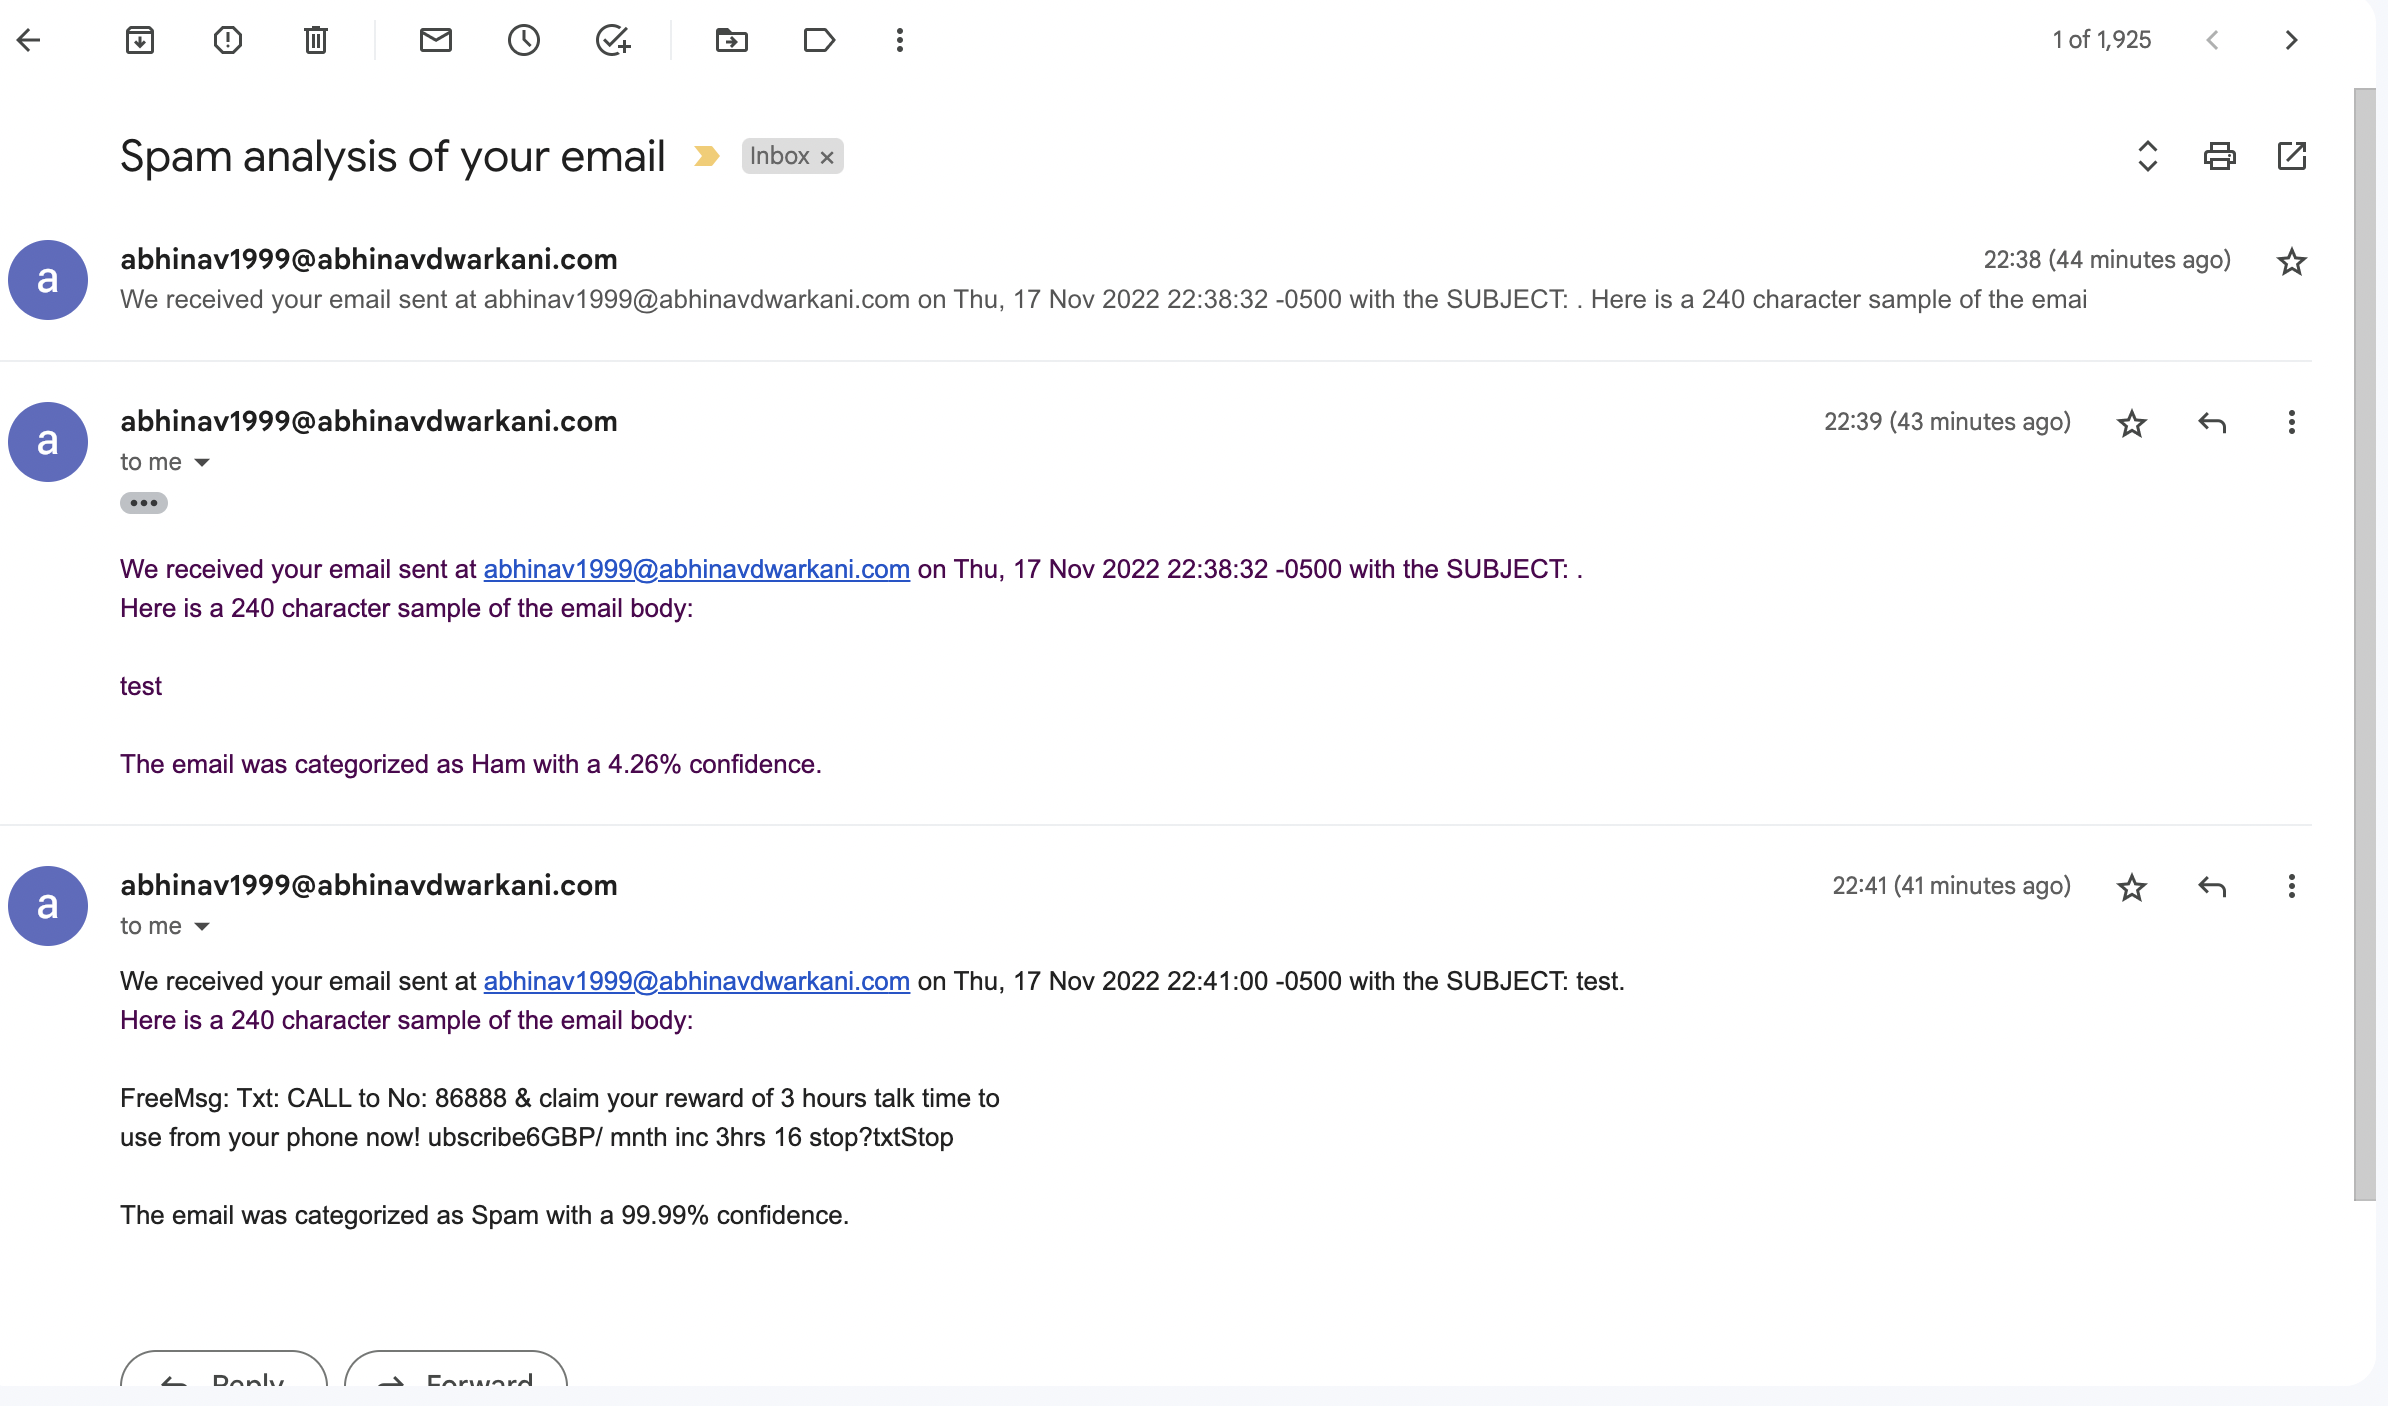 1 of 1,925
Spam analysis of your email Inbox ×
a
abhinav1999@abhinavdwarkani.com 22:38 (44 minutes ago)
We received your email sent at abhinav1999@abhinavdwarkani.com on Thu, 17 Nov 2022 22:38:32 -0500 with the SUBJECT: . Here is a 240 character sample of the emai
a
abhinav1999@abhinavdwarkani.com 22:39 (43 minutes ago)
to me
•••
We received your email sent at abhinav1999@abhinavdwarkani.com on Thu, 17 Nov 2022 22:38:32 -0500 with the SUBJECT: .
Here is a 240 character sample of the email body:
test
The email was categorized as Ham with a 4.26% confidence.
a
abhinav1999@abhinavdwarkani.com 22:41 (41 minutes ago)
to me
We received your email sent at abhinav1999@abhinavdwarkani.com on Thu, 17 Nov 2022 22:41:00 -0500 with the SUBJECT: test.
Here is a 240 character sample of the email body:
FreeMsg: Txt: CALL to No: 86888 & claim your reward of 3 hours talk time to
use from your phone now! ubscribe6GBP/ mnth inc 3hrs 16 stop?txtStop
The email was categorized as Spam with a 99.99% confidence.
Reply Forward